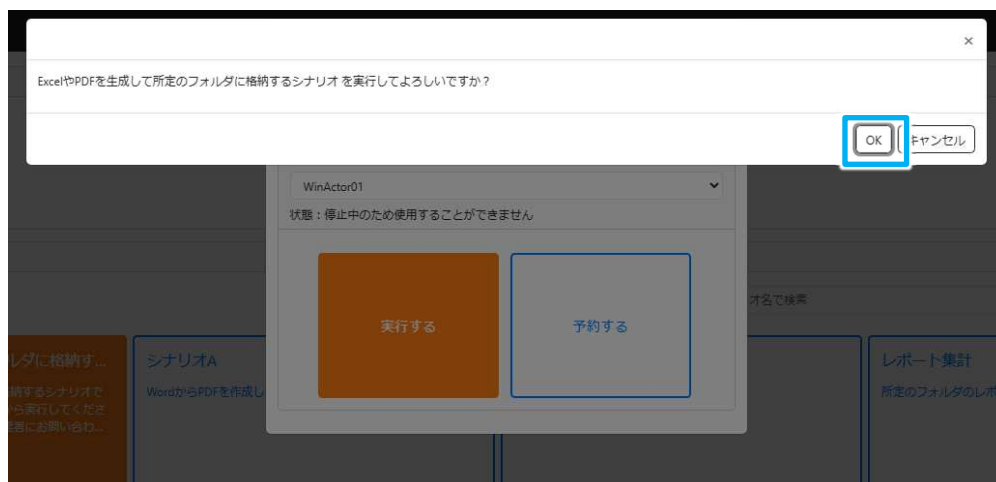 ×
ExcelやPDFを生成して所定のフォルダに格納するシナリオ を実行してよろしいですか？
OK キャンセル
WinActor01
状態：停止中のため使用することができません
実行する 予約する
オ名で検索
ルダに格納す...
納するシナリオで
から実行してくださ
者にお問い合わ...
シナリオA
WordからPDFを作成し
レポート集計
所定のフォルダのレポ